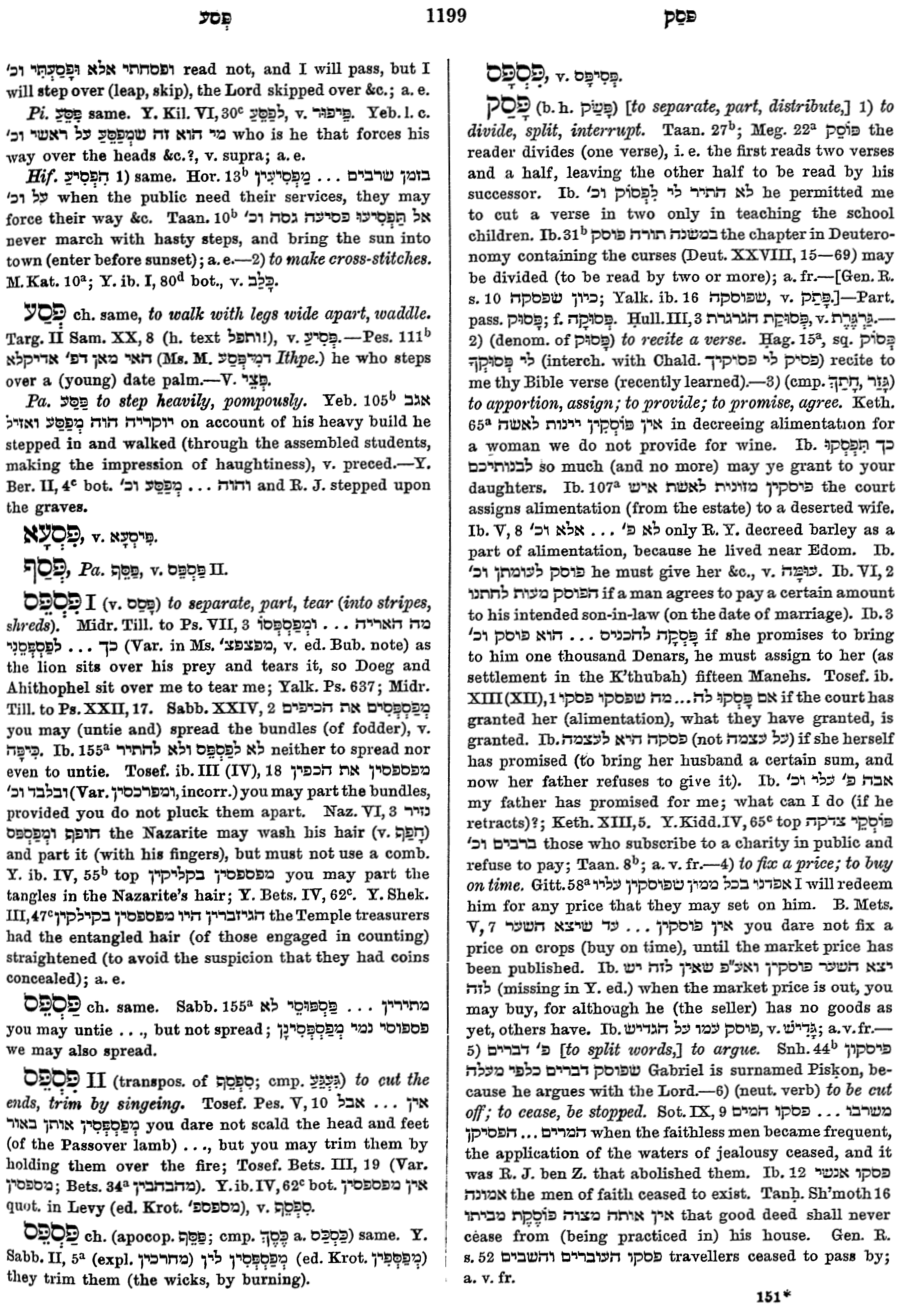 פְּסַע 1199 פְּסַק
ופסחתי אלא וּפָסַעְתִּי וכ׳ read not, and I will pass, but I
will step over (leap, skip), the Lord skipped over &c.; a. e.
Pi. פִּסֵּעַ same. Y. Kil. VI, 30ᶜ לְפַסֵּעַ, v. פִּיפּוּר. Yeb. l. c.
מי הוא זה שֶׁמְּפַסֵּעַ על ראשי וכ׳ who is he that forces his
way over the heads &c.?, v. supra; a. e.
Hif. הִפְסִיעַ 1) same. Hor. 13ᵇ בזמן שרבים ... מַפְסִיעִין
על וכ׳ when the public need their services, they may
force their way &c. Taan. 10ᵇ אל תַּפְסִיעוּ פסיעה גסה וכ׳
never march with hasty steps, and bring the sun into
town (enter before sunset); a. e.—2) to make cross-stitches.
M. Kat. 10ᵃ; Y. ib. I, 80ᵈ bot., v. כָּלַב.
פְּסַע ch. same, to walk with legs wide apart, waddle.
Targ. II Sam. XX, 8 (h. text ותפל!), v. פְּסִיעַ.—Pes. 111ᵇ
האי מאן דפ׳ אדיקלא (Ms. M. דמִיפְּסַע Ithpe.) he who steps
over a (young) date palm.—V. פְּצֵי.
Pa. פַּסַּע to step heavily, pompously. Yeb. 105ᵇ אגב
יוקריה הוה מְפַסַּע ואזיל on account of his heavy build he
stepped in and walked (through the assembled students,
making the impression of haughtiness), v. preced.—Y.
Ber. II, 4ᶜ bot. והוה ... מְפַסֵּעַ וכ׳ and R. J. stepped upon
the graves.
פִּסְעָא, v. פִּיסְעָא.
פְּסַף, Pa. פַּסֵּף, v. פַּסְפֵּס II.
פִּסְפֵּס I (v. פָּסַס) to separate, part, tear (into stripes,
shreds). Midr. Till. to Ps. VII, 3 מה האריה ... ומְפַסְפְּסוֹ
כך ... לְפַסְפְּסֵנִי (Var. in Ms. מפצפצ׳, v. ed. Bub. note) as
the lion sits over his prey and tears it, so Doeg and
Ahithophel sit over me to tear me; Yalk. Ps. 637; Midr.
Till. to Ps. XXII, 17. Sabb. XXIV, 2 מְפַסְפְּסִים את הכיפים
you may (untie and) spread the bundles (of fodder), v.
כִּיפָּה. Ib. 155ᵃ לא לְפַסְפֵּס ולא להתיר neither to spread nor
even to untie. Tosef. ib. III (IV), 18 מפספסין את הכפין
ובלבד וכ׳ (Var. ומפרכסין, incorr.) you may part the bundles,
provided you do not pluck them apart. Naz. VI, 3 נזיר
חופף וּמְפַסְפֵּס the Nazarite may wash his hair (v. חָפַף)
and part it (with his fingers), but must not use a comb.
Y. ib. IV, 55ᵇ top מפספסין בקליקין you may part the
tangles in the Nazarite's hair; Y. Bets. IV, 62ᶜ. Y. Shek.
III, 47ᶜ הגיזברין היו מפספסין בקילקין the Temple treasurers
had the entangled hair (of those engaged in counting)
straightened (to avoid the suspicion that they had coins
concealed); a. e.
פַּסְפֵּס ch. same. Sabb. 155ᵃ מתירין ... פַּסְפּוּסֵי לא
you may untie . . ., but not spread; פספוסי נמי מְפַסְפְּסִינָן
we may also spread.
פִּסְפֵּס II (transpos. of סִפְסֵף; cmp. גַּעְגַּע) to cut the
ends, trim by singeing. Tosef. Pes. V, 10 אין ... אבל
מְפַסְפְּסִין אותן באור you dare not scald the head and feet
(of the Passover lamb) . . ., but you may trim them by
holding them over the fire; Tosef. Bets. III, 19 (Var.
מספסין; Bets. 34ᵃ מהבהבין). Y. ib. IV, 62ᶜ bot. אין מפספסין
quot. in Levy (ed. Krot. מספספ׳), v. סִפְסֵף.
פַּסְפֵּס ch. (apocop. פַּסֵּף; cmp. כְּסַף a. כַּסְכֵּס) same. Y.
Sabb. II, 5ᵃ (expl. מחרכין) מְפַסְפְּסִין לין (ed. Krot. מְפַסְּפִין)
they trim them (the wicks, by burning).
פִּסְפָּס, v. פְּסִיפָּס.
פָּסַק (b. h. פָּשַׂק) [to separate, part, distribute,] 1) to
divide, split, interrupt. Taan. 27ᵇ; Meg. 22ᵃ פּוֹסֵק the
reader divides (one verse), i. e. the first reads two verses
and a half, leaving the other half to be read by his
successor. Ib. לא התיר לי לִפְסוֹק וכ׳ he permitted me
to cut a verse in two only in teaching the school
children. Ib. 31ᵇ במשנה תורה פוסק the chapter in Deutero-
nomy containing the curses (Deut. XXVIII, 15—69) may
be divided (to be read by two or more); a. fr.—[Gen. R.
s. 10 כיון שפסקה; Yalk. ib. 16 שפוסקה, v. פָּתַק.]—Part.
pass. פָּסוּק; f. פְּסוּקָה. Ḥull. III, 3 פְּסוּקַת הגרגרת, v. גַּרְגֶּרֶת.—
2) (denom. of פָּסוּק) to recite a verse. Ḥag. 15ᵃ, sq. פְּסוֹק
לי פְּסוּקָךְ (interch. with Chald. פסיק לי פסיקיך) recite to
me thy Bible verse (recently learned).—3) (cmp. חָתַךְ, גָּזַר)
to apportion, assign; to provide; to promise, agree. Keth.
65ᵃ אין פּוֹסְקִין יינות לאשה in decreeing alimentation for
a woman we do not provide for wine. Ib. כך תִּפְסְקוּ
לבנותיכם so much (and no more) may ye grant to your
daughters. Ib. 107ᵃ פוסקין מזונות לאשת איש the court
assigns alimentation (from the estate) to a deserted wife.
Ib. V, 8 לא פ׳ ... אלא וכ׳ only R. Y. decreed barley as a
part of alimentation, because he lived near Edom. Ib.
פוסק לעומתן וכ׳ he must give her &c., v. עוּמָּה. Ib. VI, 2
הפוסק מעות לחתנו if a man agrees to pay a certain amount
to his intended son-in-law (on the date of marriage). Ib. 3
פָּסְקָה להכניס ... הוא פוסק וכ׳ if she promises to bring
to him one thousand Denars, he must assign to her (as
settlement in the K'thubah) fifteen Manehs. Tosef. ib.
XIII (XII), 1 אם פָּסְקוּ לה ... מה שפסקו פסקו if the court has
granted her (alimentation), what they have granted, is
granted. Ib. פסקה היא לעצמה (not על עצמה) if she herself
has promised (to bring her husband a certain sum, and
now her father refuses to give it). Ib. אבה פ׳ עלי וכ׳
my father has promised for me; what can I do (if he
retracts)?; Keth. XIII, 5. Y. Kidd. IV, 65ᶜ top פּוֹסְקֵי צדקה
ברבים וכ׳ those who subscribe to a charity in public and
refuse to pay; Taan. 8ᵇ; a. v. fr.—4) to fix a price; to buy
on time. Gitt. 58ᵃ אפדנו בכל ממון שפוסקין עליו I will redeem
him for any price that they may set on him. B. Mets.
V, 7 אין פוסקין ... עד שיצא השער you dare not fix a
price on crops (buy on time), until the market price has
been published. Ib. יצא השער פוסקין ואע״פ שאין לזה יש
לזה (missing in Y. ed.) when the market price is out, you
may buy, for although he (the seller) has no goods as
yet, others have. Ib. פוסק עמו על הגדיש, v. גָּדִישׁ; a. v. fr.—
5) פ׳ דברים [to split words,] to argue. Snh. 44ᵇ פיסקון
שפוסק דברים כלפי מעלה Gabriel is surnamed Piskon, be-
cause he argues with the Lord.—6) (neut. verb) to be cut
off; to cease, be stopped. Sot. IX, 9 משרבו ... פסקו המים
המרים ... הפסיקן when the faithless men became frequent,
the application of the waters of jealousy ceased, and it
was R. J. ben Z. that abolished them. Ib. 12 פסקו אנשי
אמונה the men of faith ceased to exist. Tanḥ. Sh'moth 16
אין אותה מצוה פּוֹסֶקֶת מביתו that good deed shall never
cease from (being practiced in) his house. Gen. R.
s. 52 פסקו העוברים והשבים travellers ceased to pass by;
a. v. fr.
151*